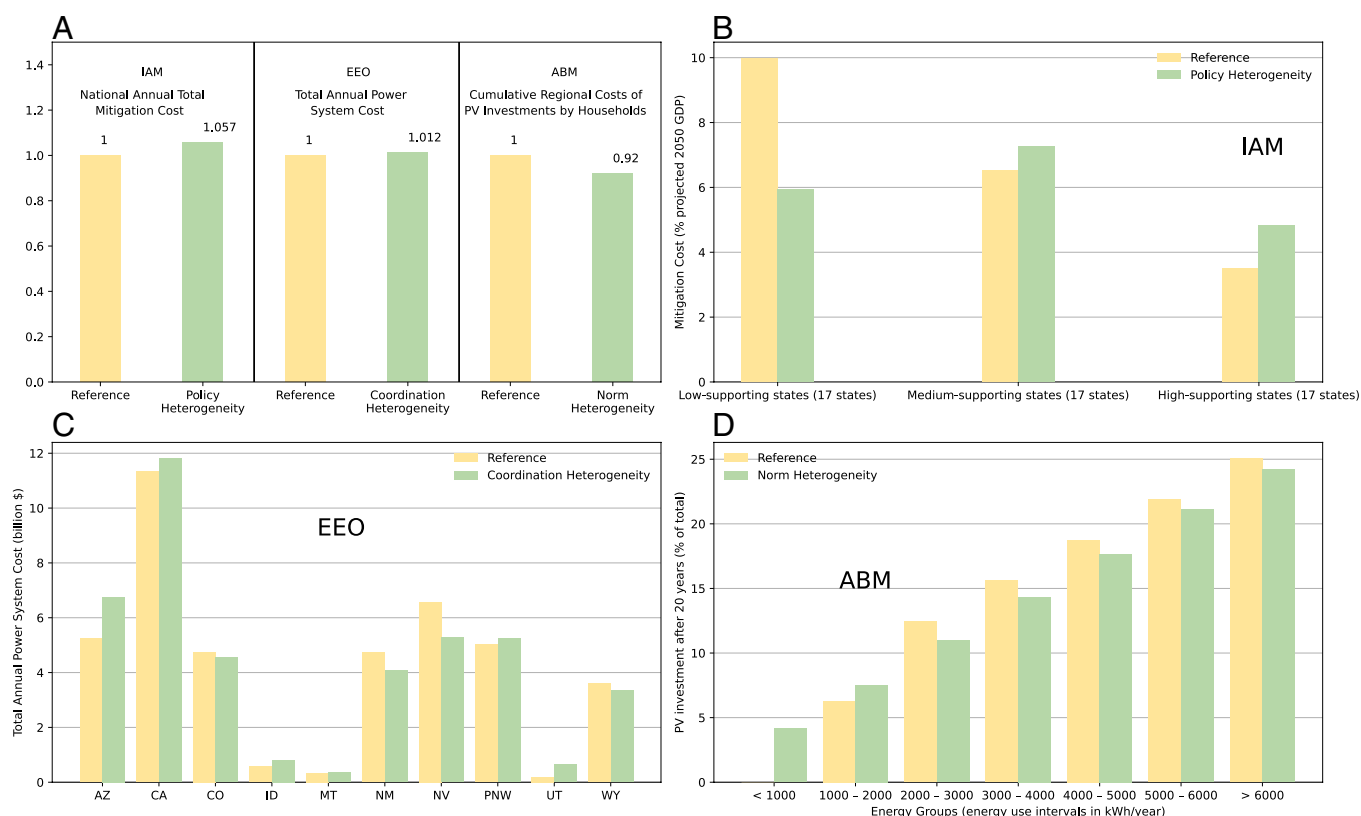 A
1.4
1.2
1.0
0.8
0.6
0.4
0.2
0.0
IAM
National Annual Total
Mitigation Cost
1
1.057
Reference
Policy
Heterogeneity
EEO
Total Annual Power
System Cost
1
1.012
Reference
Coordination
Heterogeneity
ABM
Cumulative Regional Costs of
PV Investments by Households
1
0.92
Reference
Norm
Heterogeneity
B
Mitigation Cost (% projected 2050 GDP)
10
8
6
4
2
0
Reference
Policy Heterogeneity
IAM
Low-supporting states (17 states)
Medium-supporting states (17 states)
High-supporting states (17 states)
C
Total Annual Power System Cost (billion $)
12
10
8
6
4
2
0
Reference
Coordination Heterogeneity
EEO
AZ
CA
CO
ID
MT
NM
NV
PNW
UT
WY
D
PV investment after 20 years (% of total)
25
20
15
10
5
0
Reference
Norm Heterogeneity
ABM
< 1000
1000 – 2000
2000 – 3000
3000 – 4000
4000 – 5000
5000 – 6000
> 6000
Energy Groups (energy use intervals in kWh/year)